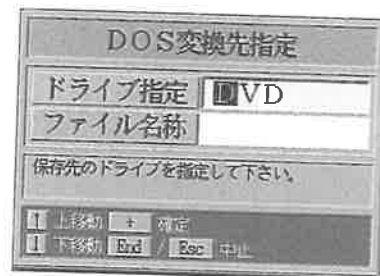 DOS変換先指定
ドライブ指定 DVD
ファイル名称
保存先のドライブを指定して下さい。
↑ 上移動 + 確定
↓ 下移動 End / Esc 中止